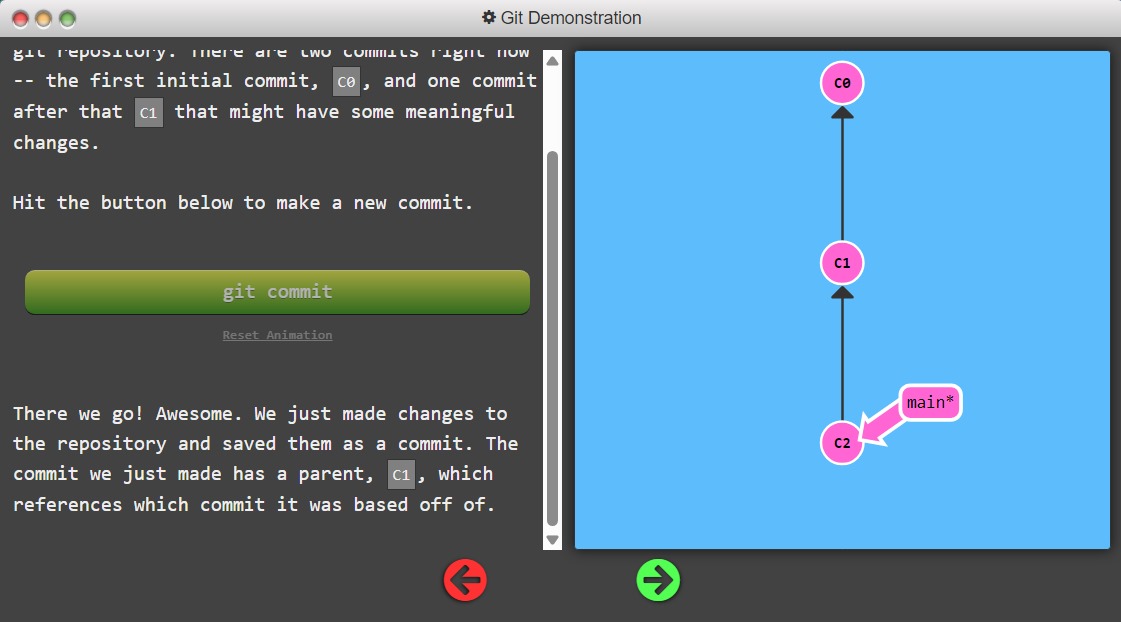 Git Demonstration
git repository. There are two commits right now
-- the first initial commit, C0, and one commit
after that C1 that might have some meaningful
changes.
Hit the button below to make a new commit.
git commit
Reset Animation
There we go! Awesome. We just made changes to
the repository and saved them as a commit. The
commit we just made has a parent, C1, which
references which commit it was based off of.
C0
C1
main*
C2